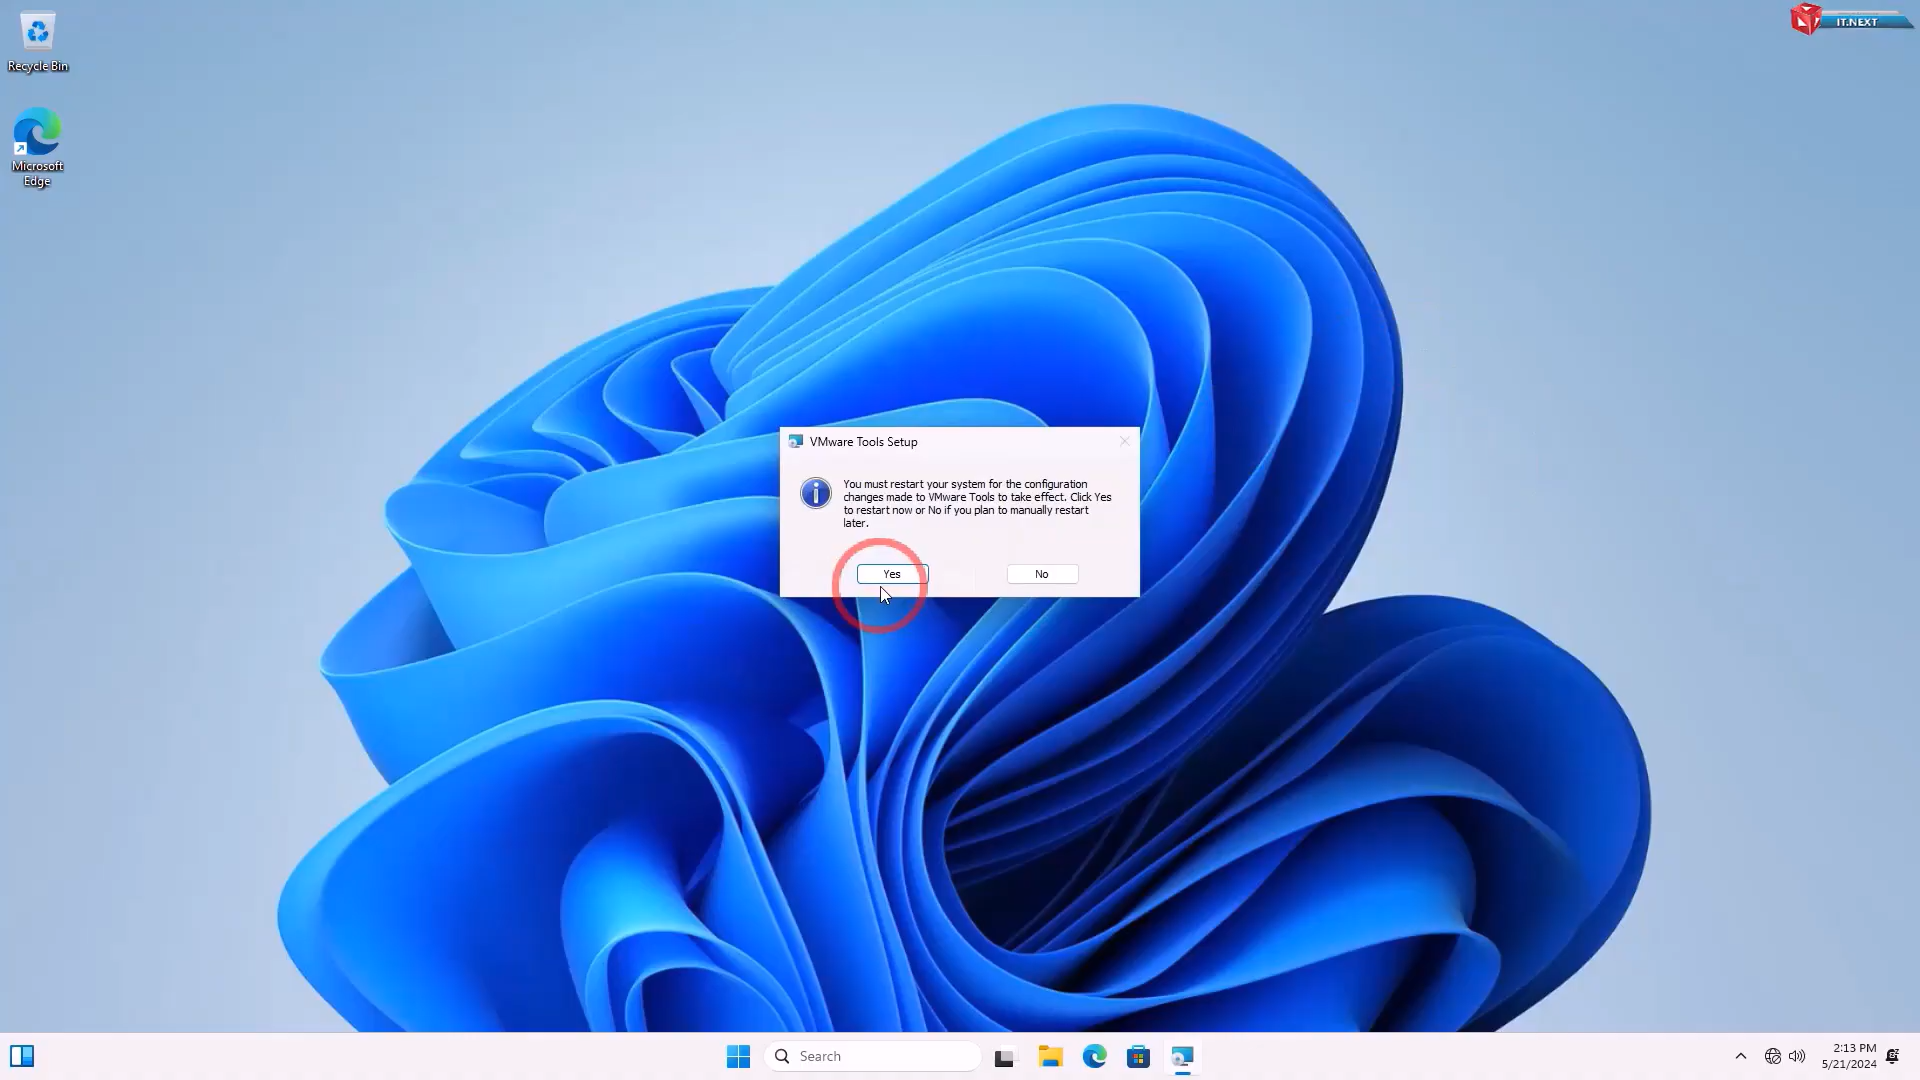 Recycle Bin
Microsoft
Edge
IT.NEXT
VMware Tools Setup
You must restart your system for the configuration
changes made to VMware Tools to take effect. Click Yes
to restart now or No if you plan to manually restart
later.
Yes
No
Search
2:13 PM
5/21/2024